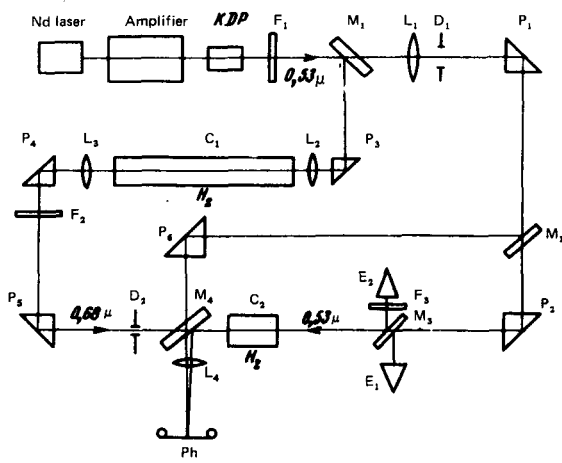 Nd laser Amplifier KDP F₁ M₁ L₁ D₁ P₁
0,53 μ
P₄ L₃ C₁ L₂ P₃
H₂
F₂ P₆ M₂
P₅ D₂ M₄ C₂ E₂ F₃ M₃ P₂
0,68 μ 0,53 μ
H₂
L₄ E₁
Ph